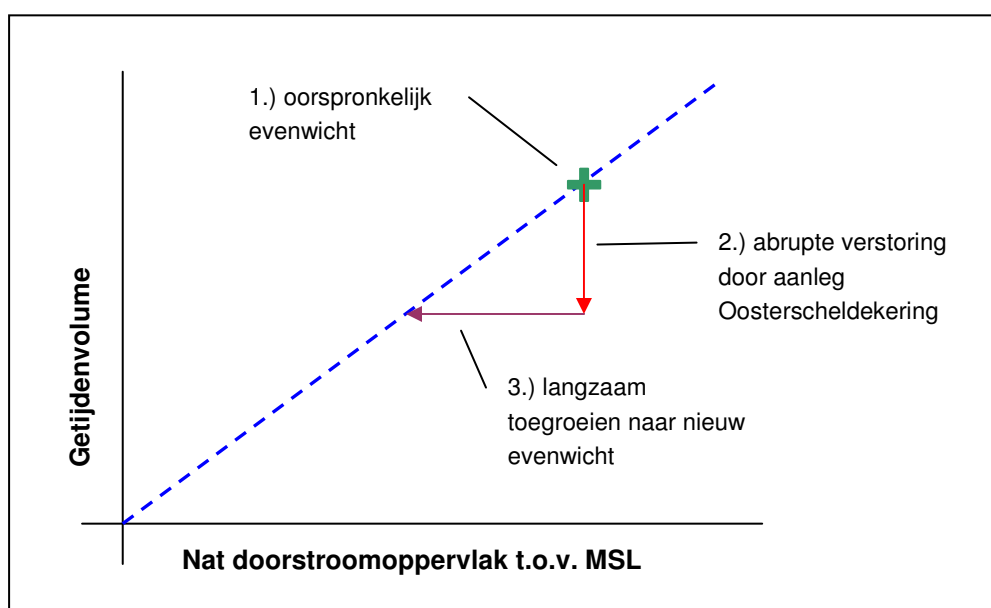 1.) oorspronkelijk
evenwicht
2.) abrupte verstoring
door aanleg
Oosterscheldekering
3.) langzaam
toegroeien naar nieuw
evenwicht
Getijdenvolume
Nat doorstroomoppervlak t.o.v. MSL